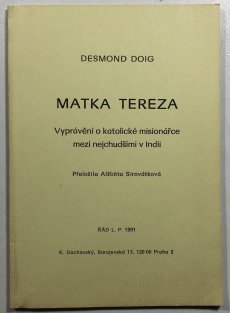 DESMOND DOIG
MATKA TEREZA
Vyprávění o katolické misionářce
mezi nejchudšími v Indii
Přeložila Alžběta Sirovátková
ŘÁD L. P. 1991
K. Dachovský, Sarajevská 13, 120 00 Praha 2